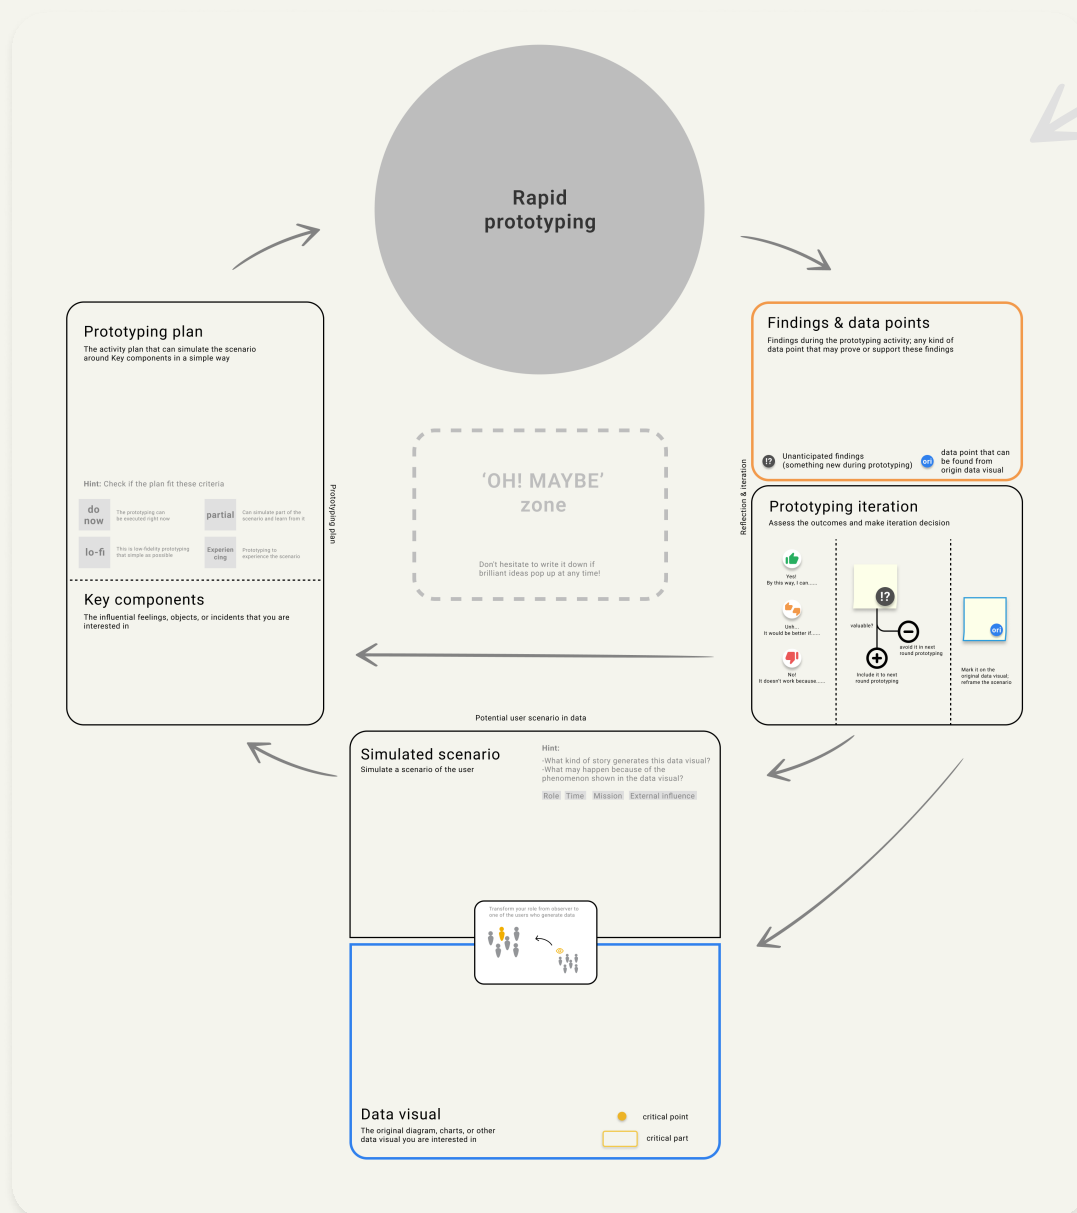 Rapid
prototyping
Prototyping plan
The activity plan that can simulate the scenario
around Key components in a simple way
Hint: Check if the plan fit these criteria
do
now
The prototyping can
be executed right now
partial
Can simulate part of the
scenario and learn from it
lo-fi
This is low-fidelity prototyping
that simple as possible
Experien
cing
Prototyping to
experience the scenario
Prototyping plan
Key components
The influential feelings, objects, or incidents that you are
interested in
'OH! MAYBE'
zone
Don't hesitate to write it down if
brilliant ideas pop up at any time!
Findings & data points
Findings during the prototyping activity; any kind of
data point that may prove or support these findings
!?
Unanticipated findings
(something new during prototyping)
ori
data point that can
be found from
origin data visual
Reflection & iteration
Prototyping iteration
Assess the outcomes and make iteration decision
Yes!
By this way, I can......
Unh...
It would be better if......
No!
It doesn't work because......
!?
valuable?
avoid it in next
round prototyping
Include it to next
round prototyping
ori
Mark it on the
original data visual;
reframe the scenario
Potential user scenario in data
Simulated scenario
Simulate a scenario of the user
Hint:
-What kind of story generates this data visual?
-What may happen because of the
phenomenon shown in the data visual?
Role Time Mission External influence
Transform your role from observer to
one of the users who generate data
Data visual
The original diagram, charts, or other
data visual you are interested in
critical point
critical part